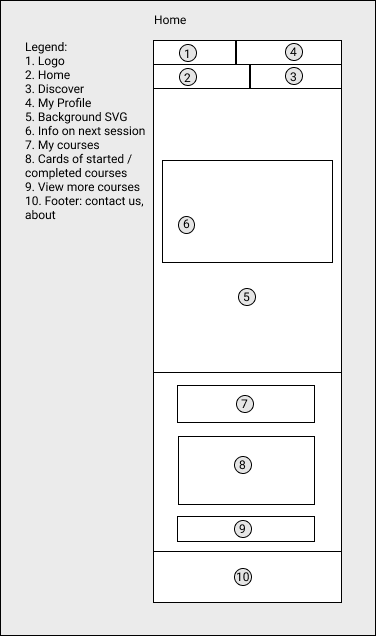 Home
Legend:
1. Logo
2. Home
3. Discover
4. My Profile
5. Background SVG
6. Info on next session
7. My courses
8. Cards of started /
completed courses
9. View more courses
10. Footer: contact us,
about
1
4
2
3
6
5
7
8
9
10